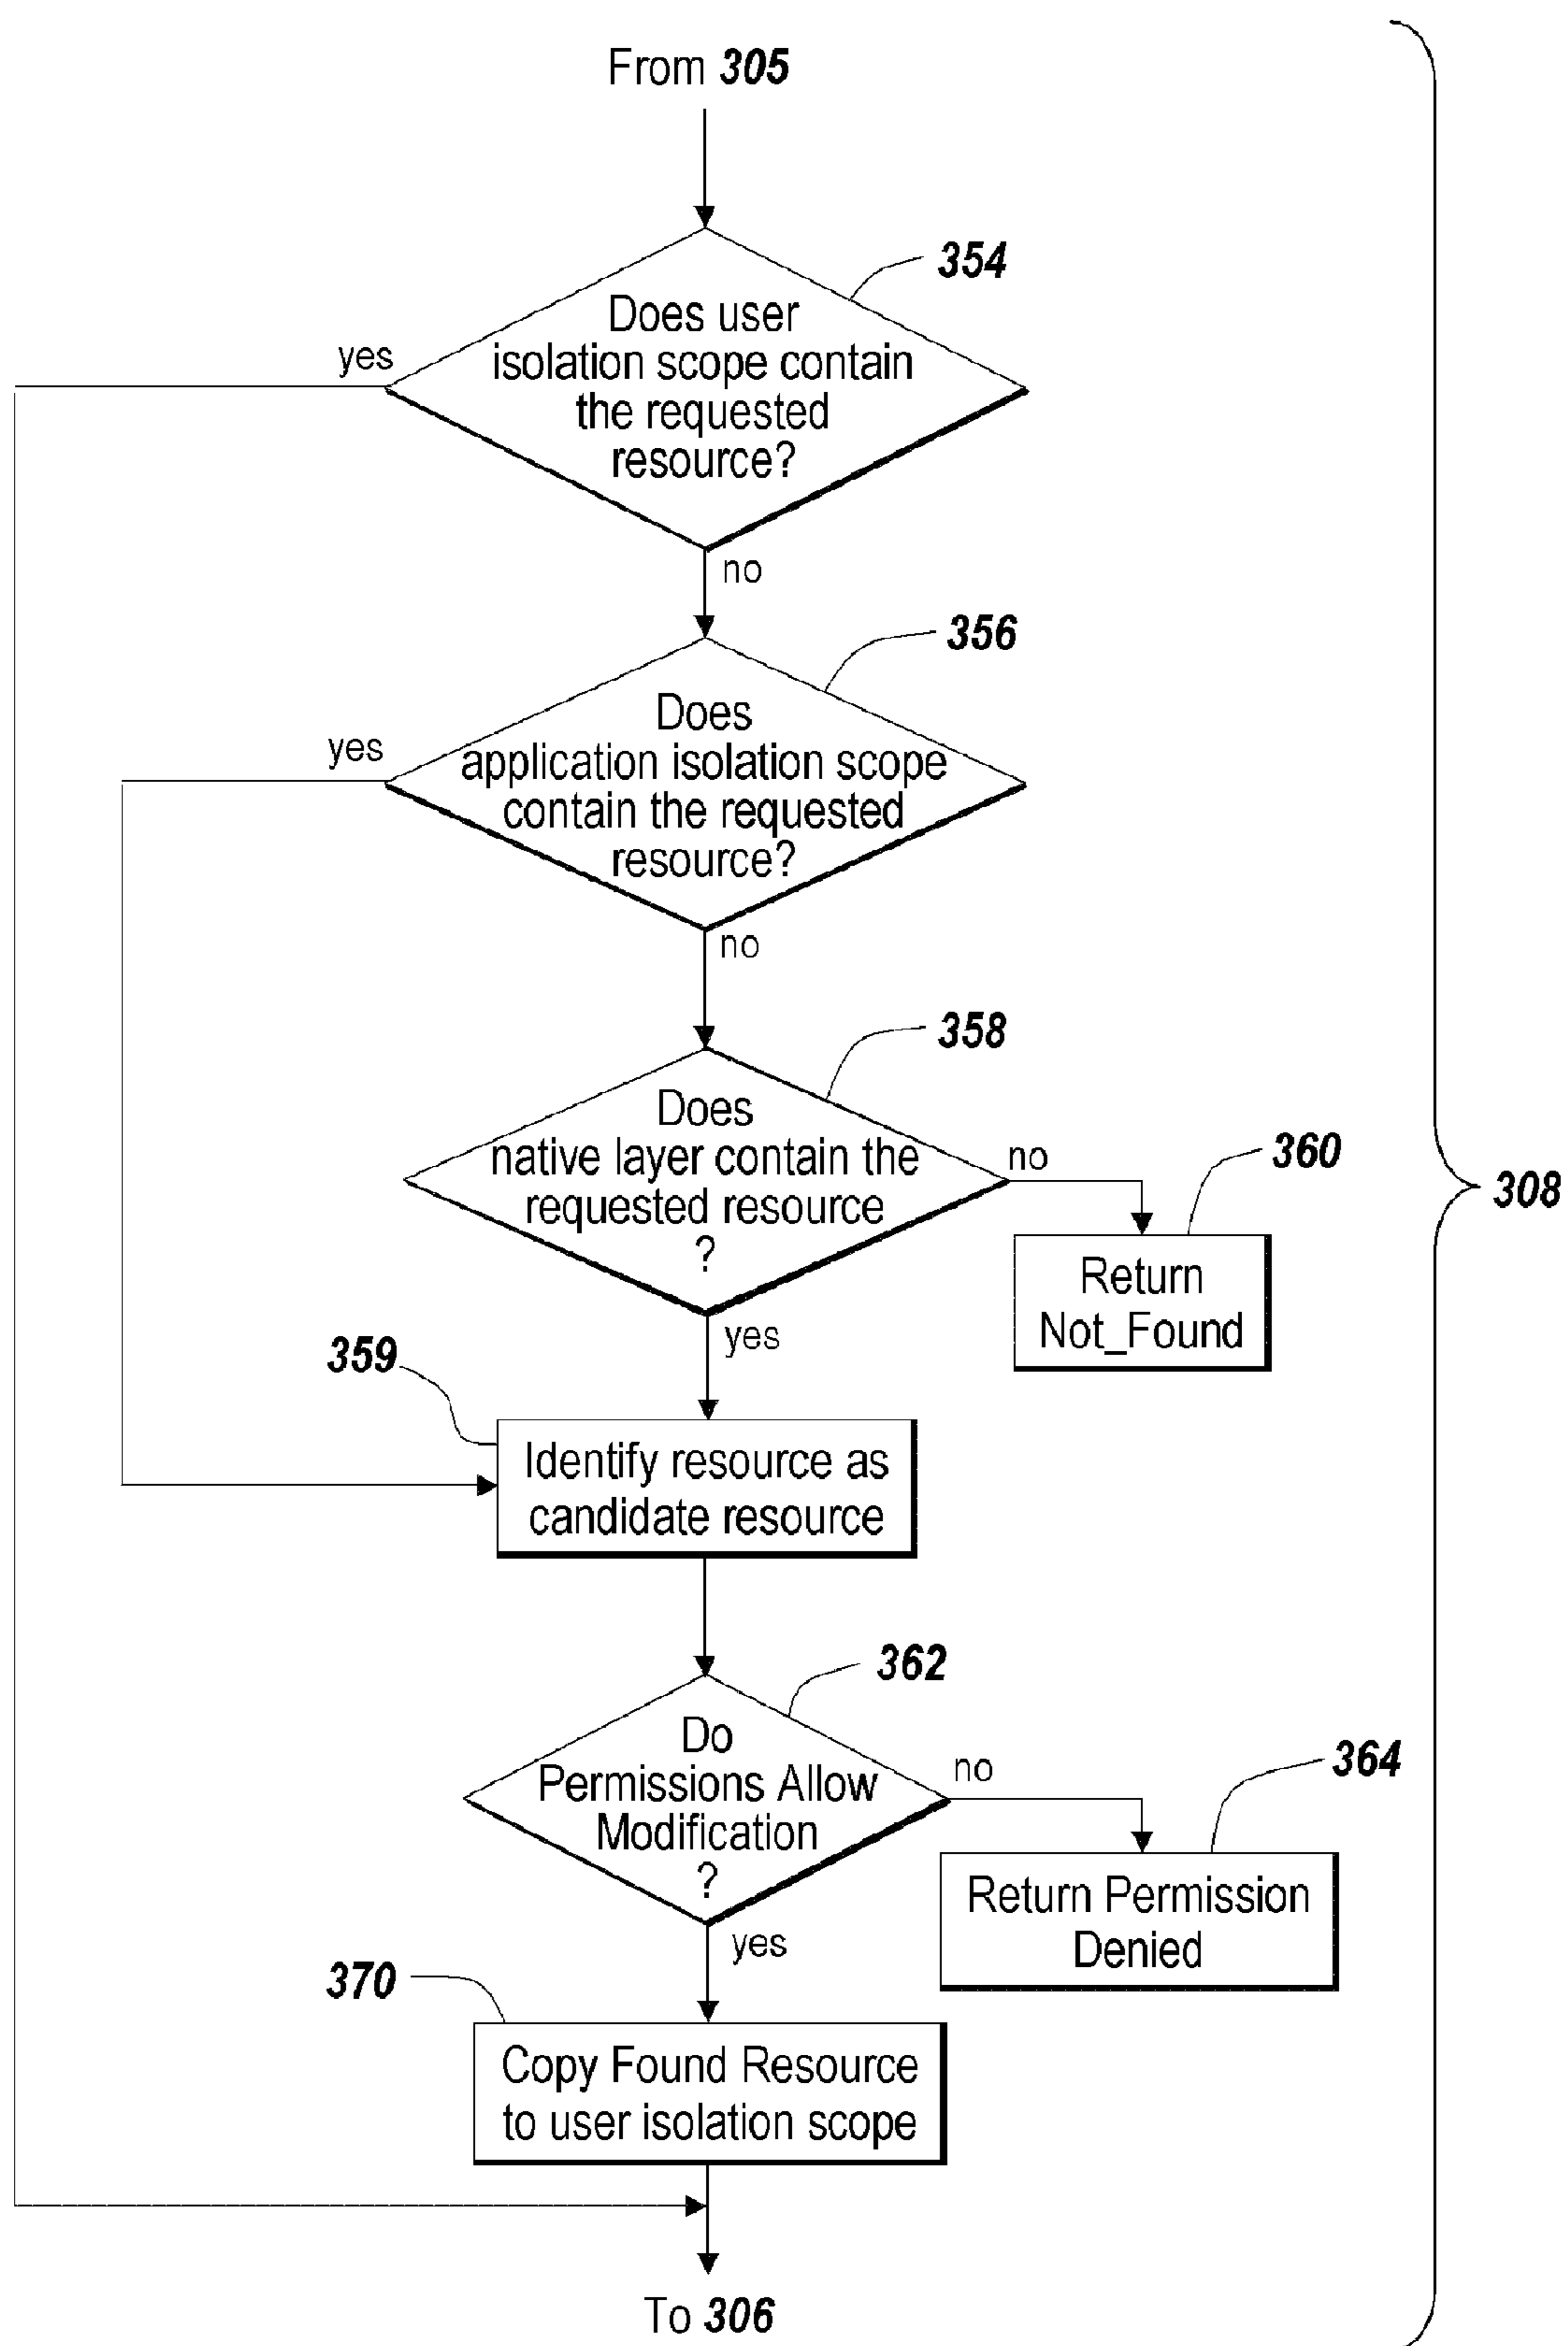 From 305
354
Does user
isolation scope contain
the requested
resource?
yes
no
356
Does
application isolation scope
contain the requested
resource?
yes
no
358
Does
native layer contain the
requested resource
?
no
360
Return
Not_Found
308
yes
359
Identify resource as
candidate resource
362
Do
Permissions Allow
Modification
?
no
364
Return Permission
Denied
yes
370
Copy Found Resource
to user isolation scope
To 306